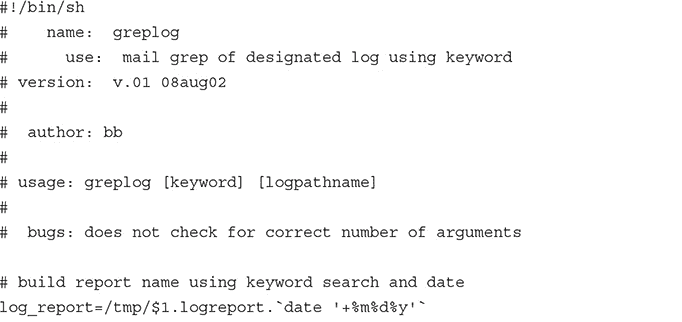 #!/bin/sh
#    name:  greplog
#      use:  mail grep of designated log using keyword
# version:  v.01 08aug02
#
#  author: bb
#
# usage: greplog [keyword] [logpathname]
#
#  bugs: does not check for correct number of arguments

# build report name using keyword search and date
log_report=/tmp/$1.logreport.`date '+%m%d%y'`